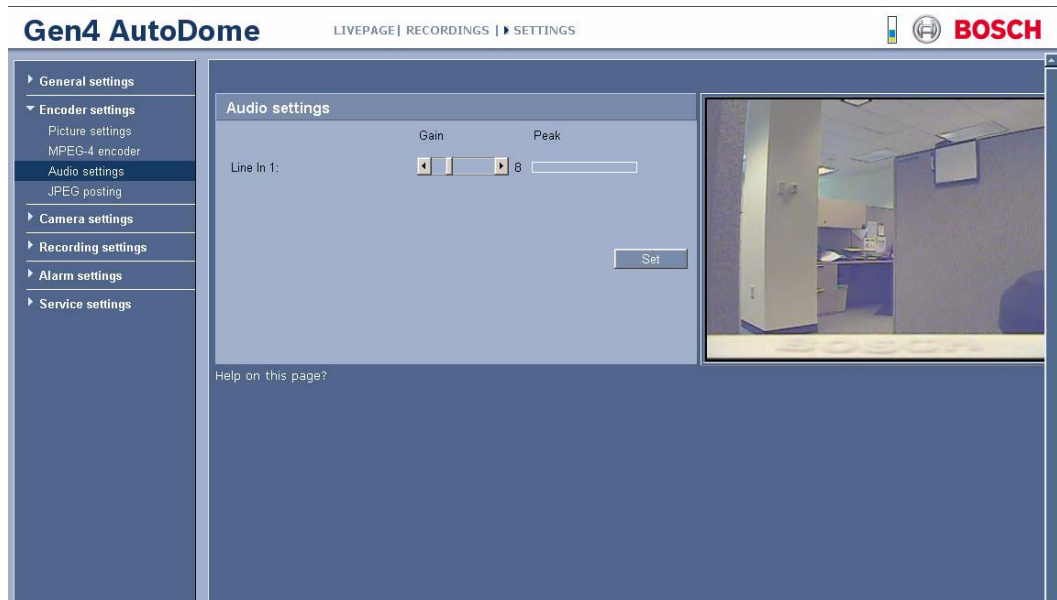 Gen4 AutoDome
LIVEPAGE| RECORDINGS | SETTINGS
BOSCH
General settings
Encoder settings
Picture settings
MPEG-4 encoder
Audio settings
JPEG posting
Camera settings
Recording settings
Alarm settings
Service settings
Audio settings
Gain Peak
Line In 1: 8
Set
BOSCH
Help on this page?